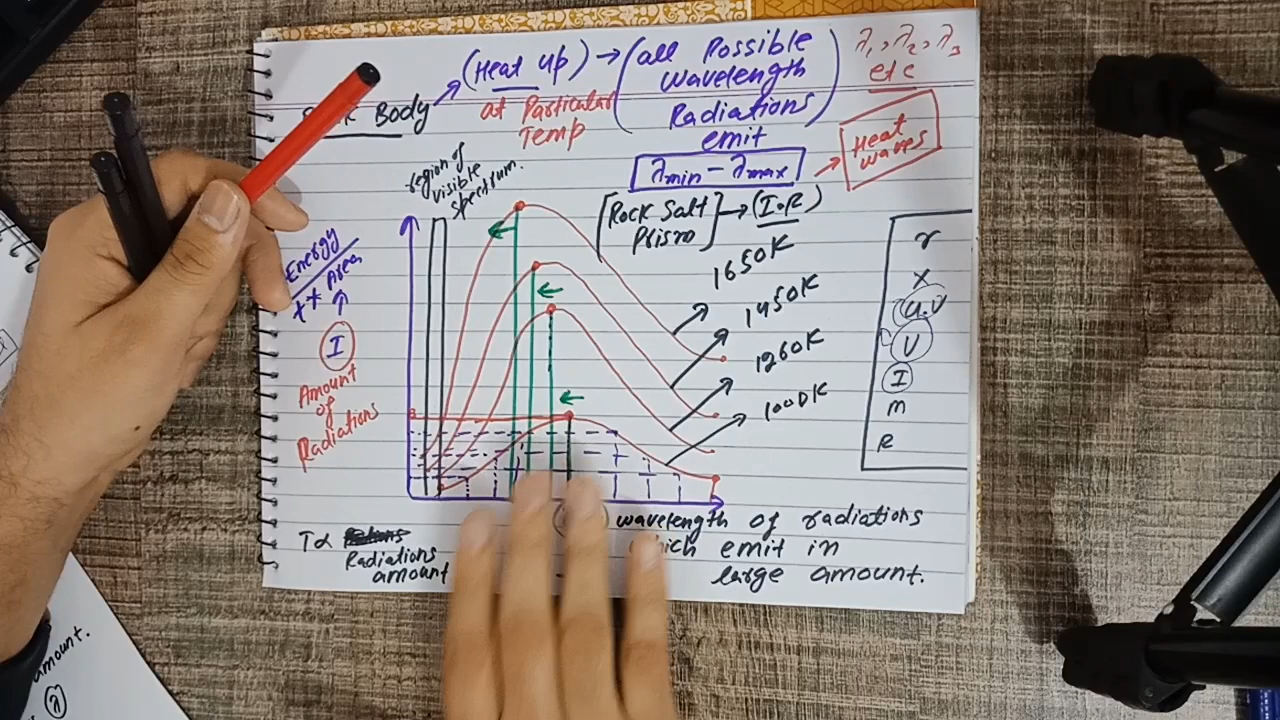 (Heat up) → (all Possible
wavelength
Radiations
emit)
λ1, λ2, λ3
etc
Body
at Particular
Temp
λmin - λmax
Heat
waves
[Rock Salt
Prism] → (I.R)
region of
visible
spectrum.
Energy
t * Area
I
Amount
of
Radiations
1650K
1450K
1260K
1000K
γ
X
U.V
V
I
m
R
T∝
Radiations
amount
wavelength of radiations
emit in
large amount.
amount.
λ